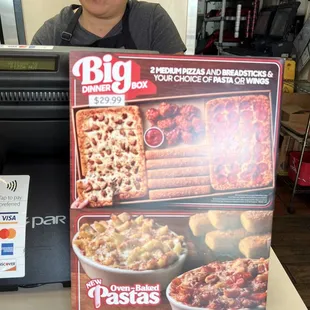 Big
DINNER BOX
$29.99
2 MEDIUM PIZZAS AND BREADSTICKS &
YOUR CHOICE OF PASTA OR WINGS
VISA
DISCOVER
par
NEW
Oven-Baked
Pastas